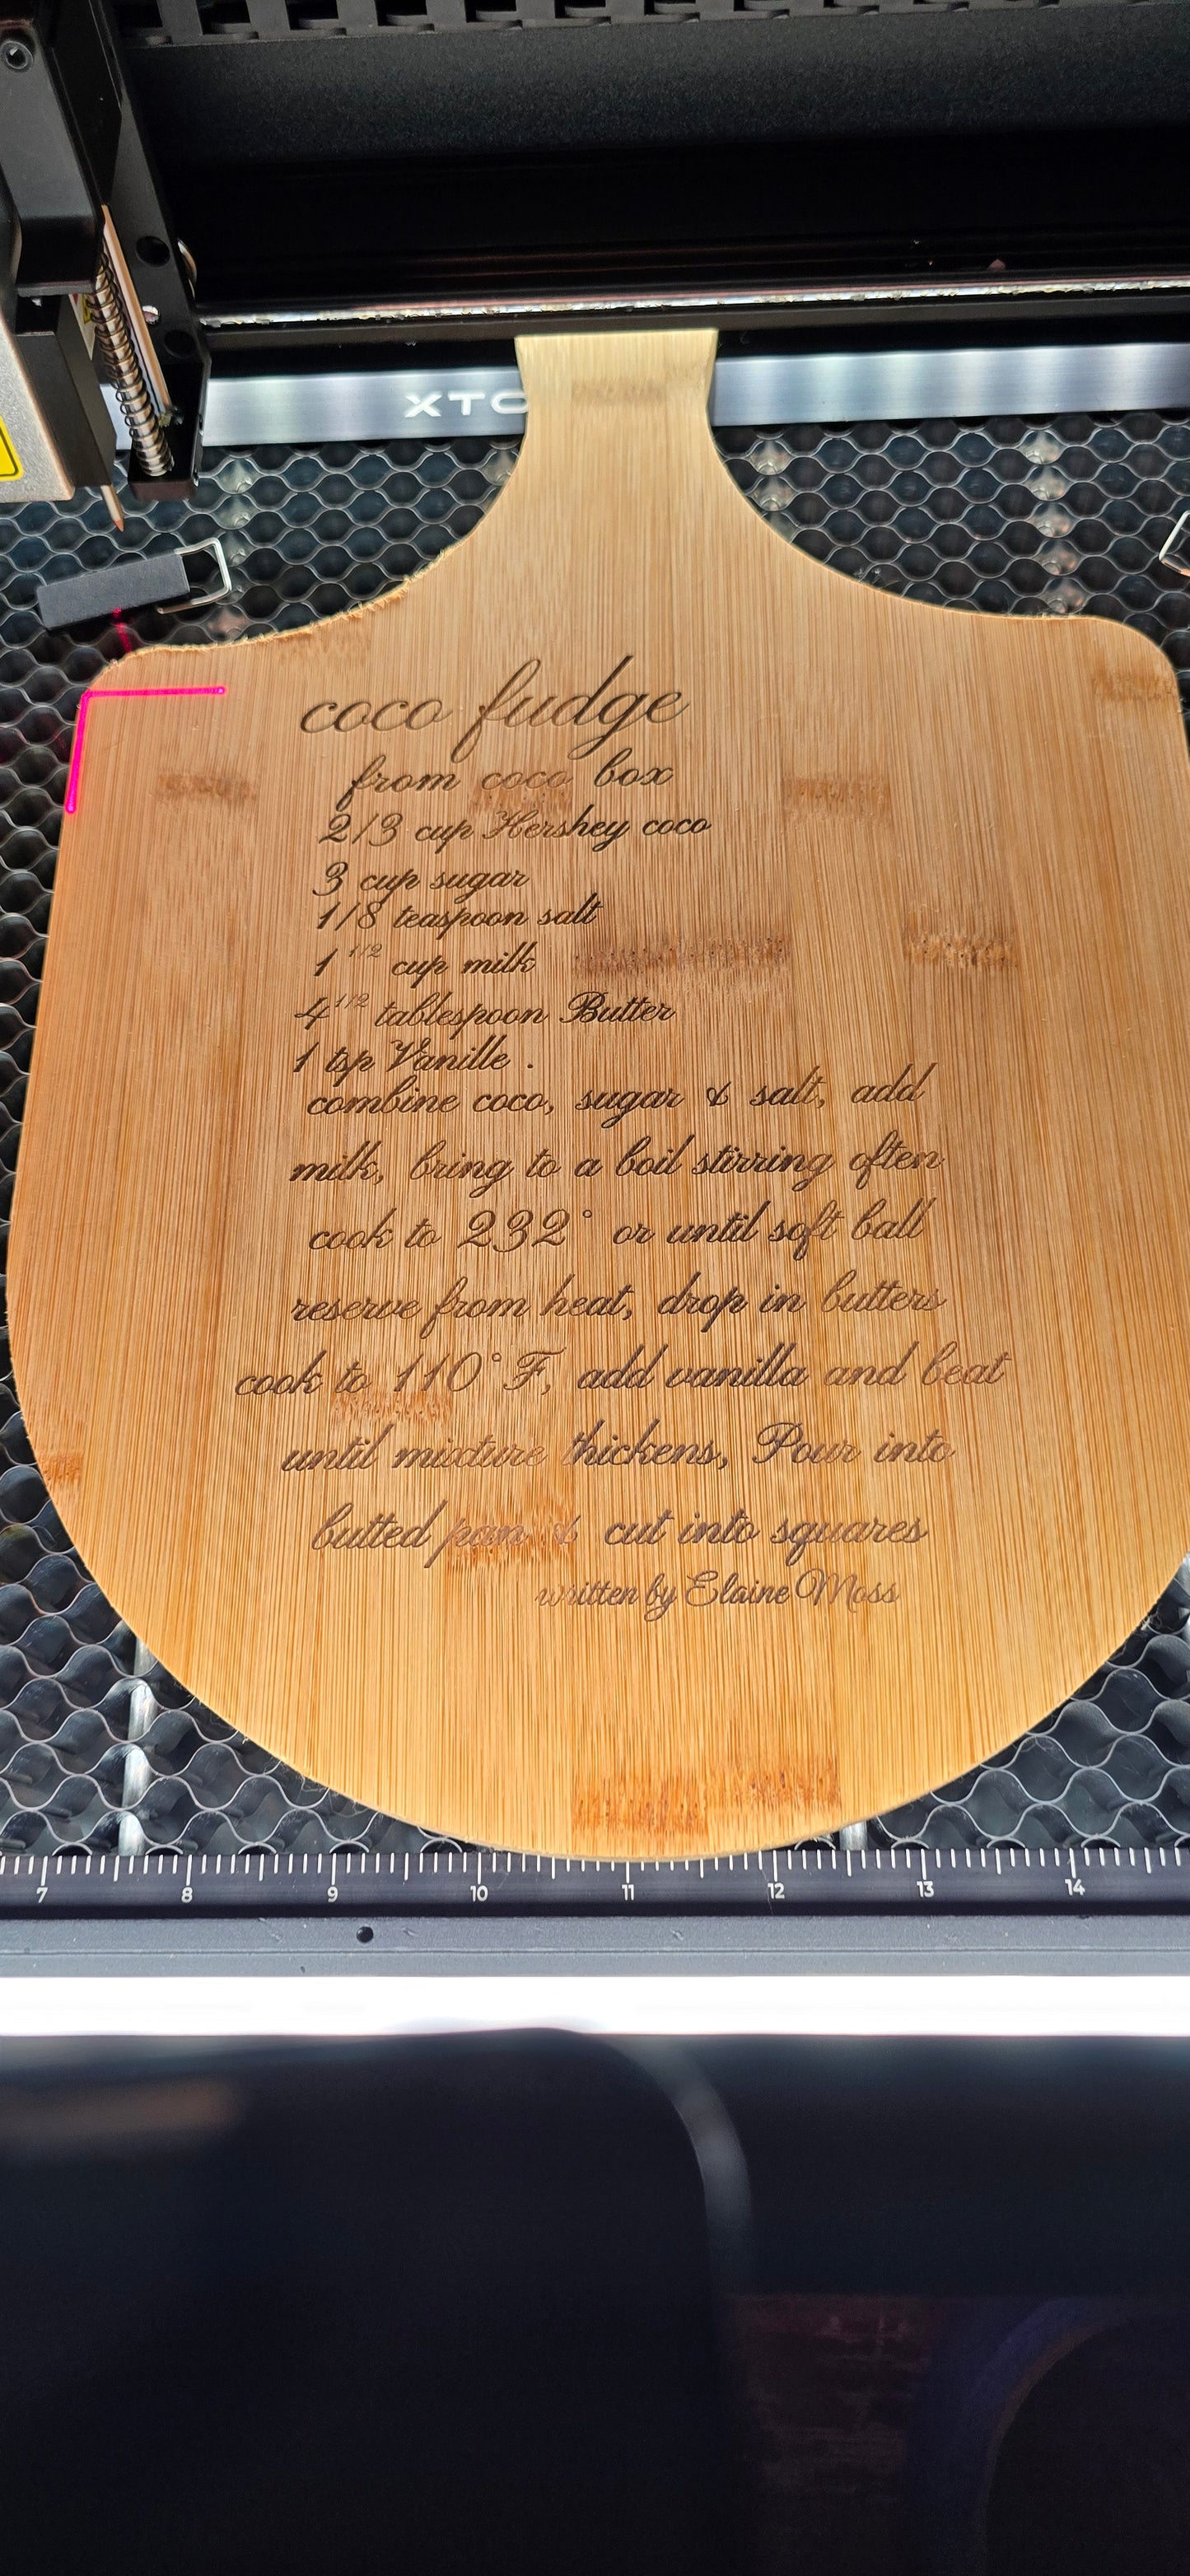 XTO
coco fudge
from coco box
2/3 cup Hershey coco
3 cup sugar
1/8 teaspoon salt
1 1/2 cup milk
4 1/2 tablespoon Butter
1 tsp Vanille .
combine coco, sugar & salt, add
milk, bring to a boil stirring often
cook to 232° or until soft ball
reserve from heat, drop in butters
cook to 110° F, add vanilla and beat
until mixture thickens, Pour into
butted pan & cut into squares
written by Elaine Moss
7 8 9 10 11 12 13 14